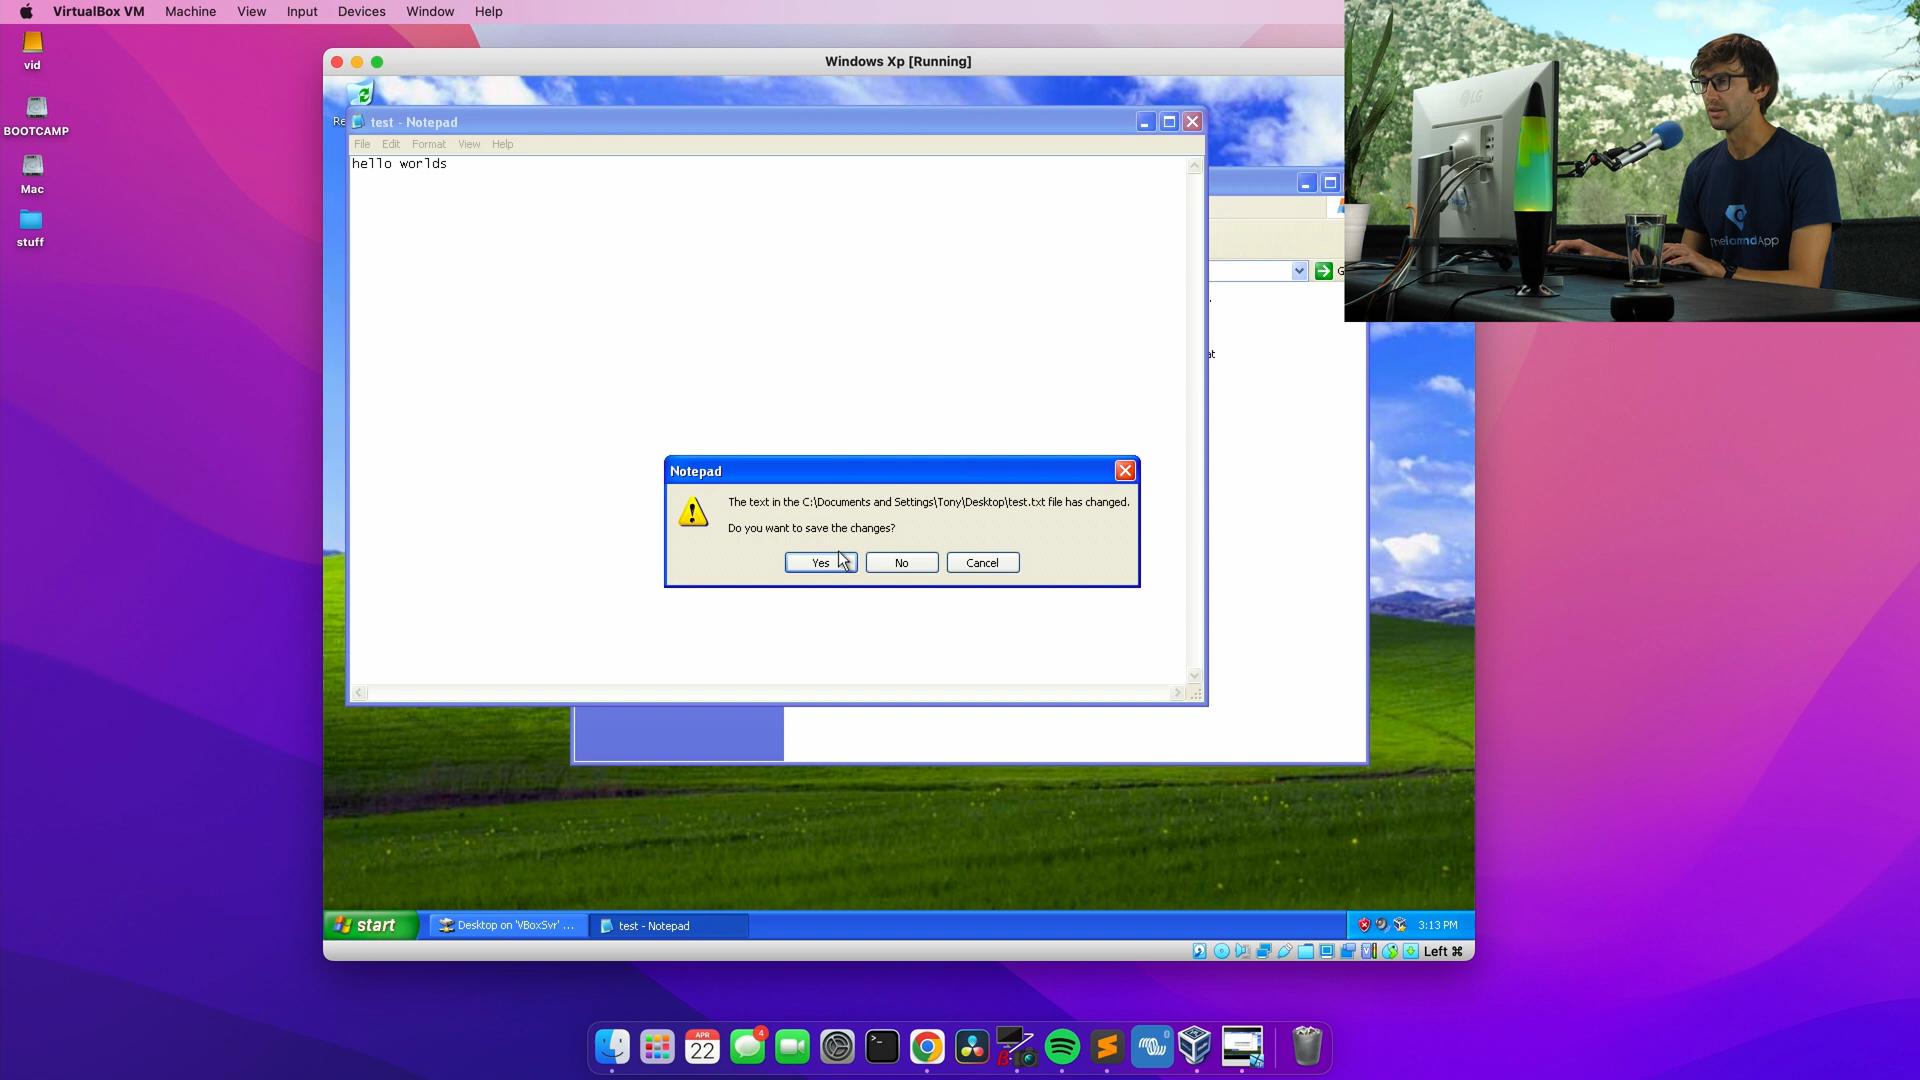 VirtualBox VM Machine View Input Devices Window Help
vid
BOOTCAMP
Mac
stuff
Windows Xp [Running]
test - Notepad
File Edit Format View Help
hello worlds
LG
Notepad
The text in the C:\Documents and Settings\Tony\Desktop\test.txt file has changed.
Do you want to save the changes?
Yes No Cancel
start
Desktop on 'VBoxSvr' ...
test - Notepad
3:13 PM
Left ⌘
APR
22
4